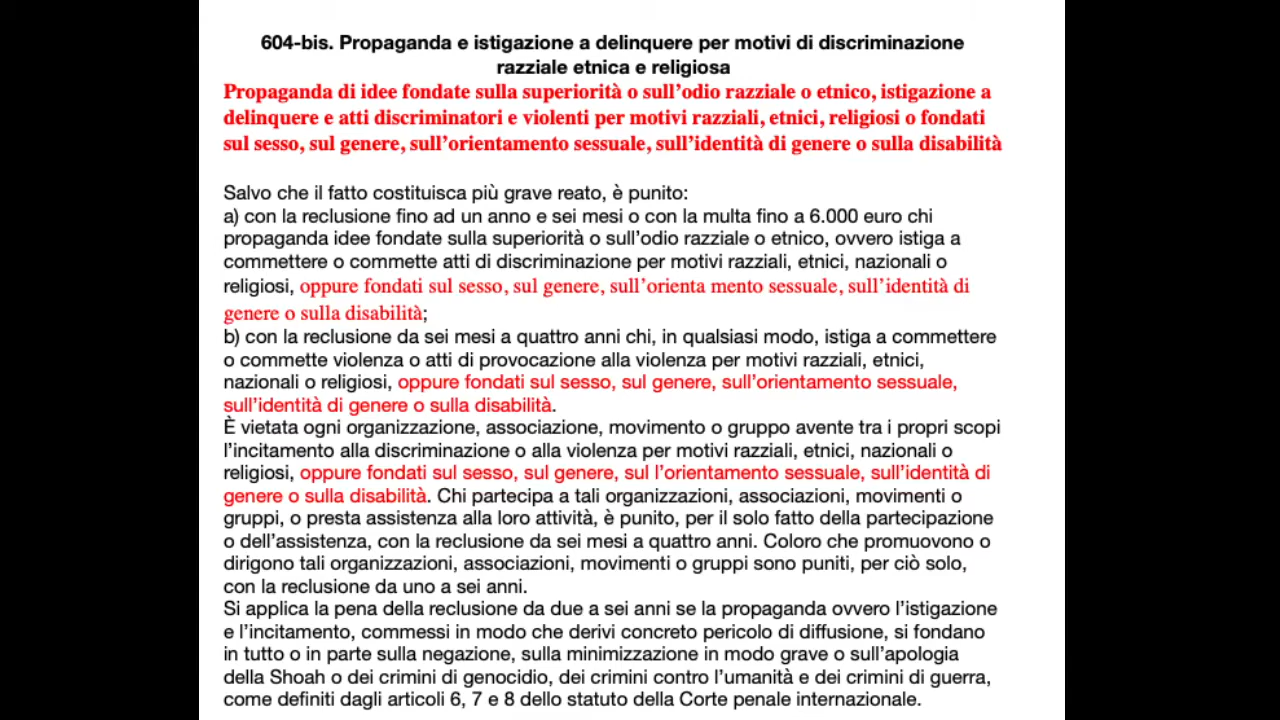 604-bis. Propaganda e istigazione a delinquere per motivi di discriminazione
razziale etnica e religiosa
Propaganda di idee fondate sulla superiorità o sull’odio razziale o etnico, istigazione a
delinquere e atti discriminatori e violenti per motivi razziali, etnici, religiosi o fondati
sul sesso, sul genere, sull’orientamento sessuale, sull’identità di genere o sulla disabilità
Salvo che il fatto costituisca più grave reato, è punito:
a) con la reclusione fino ad un anno e sei mesi o con la multa fino a 6.000 euro chi
propaganda idee fondate sulla superiorità o sull’odio razziale o etnico, ovvero istiga a
commettere o commette atti di discriminazione per motivi razziali, etnici, nazionali o
religiosi, oppure fondati sul sesso, sul genere, sull’orienta mento sessuale, sull’identità di
genere o sulla disabilità;
b) con la reclusione da sei mesi a quattro anni chi, in qualsiasi modo, istiga a commettere
o commette violenza o atti di provocazione alla violenza per motivi razziali, etnici,
nazionali o religiosi, oppure fondati sul sesso, sul genere, sull’orientamento sessuale,
sull’identità di genere o sulla disabilità.
È vietata ogni organizzazione, associazione, movimento o gruppo avente tra i propri scopi
l’incitamento alla discriminazione o alla violenza per motivi razziali, etnici, nazionali o
religiosi, oppure fondati sul sesso, sul genere, sul l’orientamento sessuale, sull’identità di
genere o sulla disabilità. Chi partecipa a tali organizzazioni, associazioni, movimenti o
gruppi, o presta assistenza alla loro attività, è punito, per il solo fatto della partecipazione
o dell’assistenza, con la reclusione da sei mesi a quattro anni. Coloro che promuovono o
dirigono tali organizzazioni, associazioni, movimenti o gruppi sono puniti, per ciò solo,
con la reclusione da uno a sei anni.
Si applica la pena della reclusione da due a sei anni se la propaganda ovvero l’istigazione
e l’incitamento, commessi in modo che derivi concreto pericolo di diffusione, si fondano
in tutto o in parte sulla negazione, sulla minimizzazione in modo grave o sull’apologia
della Shoah o dei crimini di genocidio, dei crimini contro l’umanità e dei crimini di guerra,
come definiti dagli articoli 6, 7 e 8 dello statuto della Corte penale internazionale.